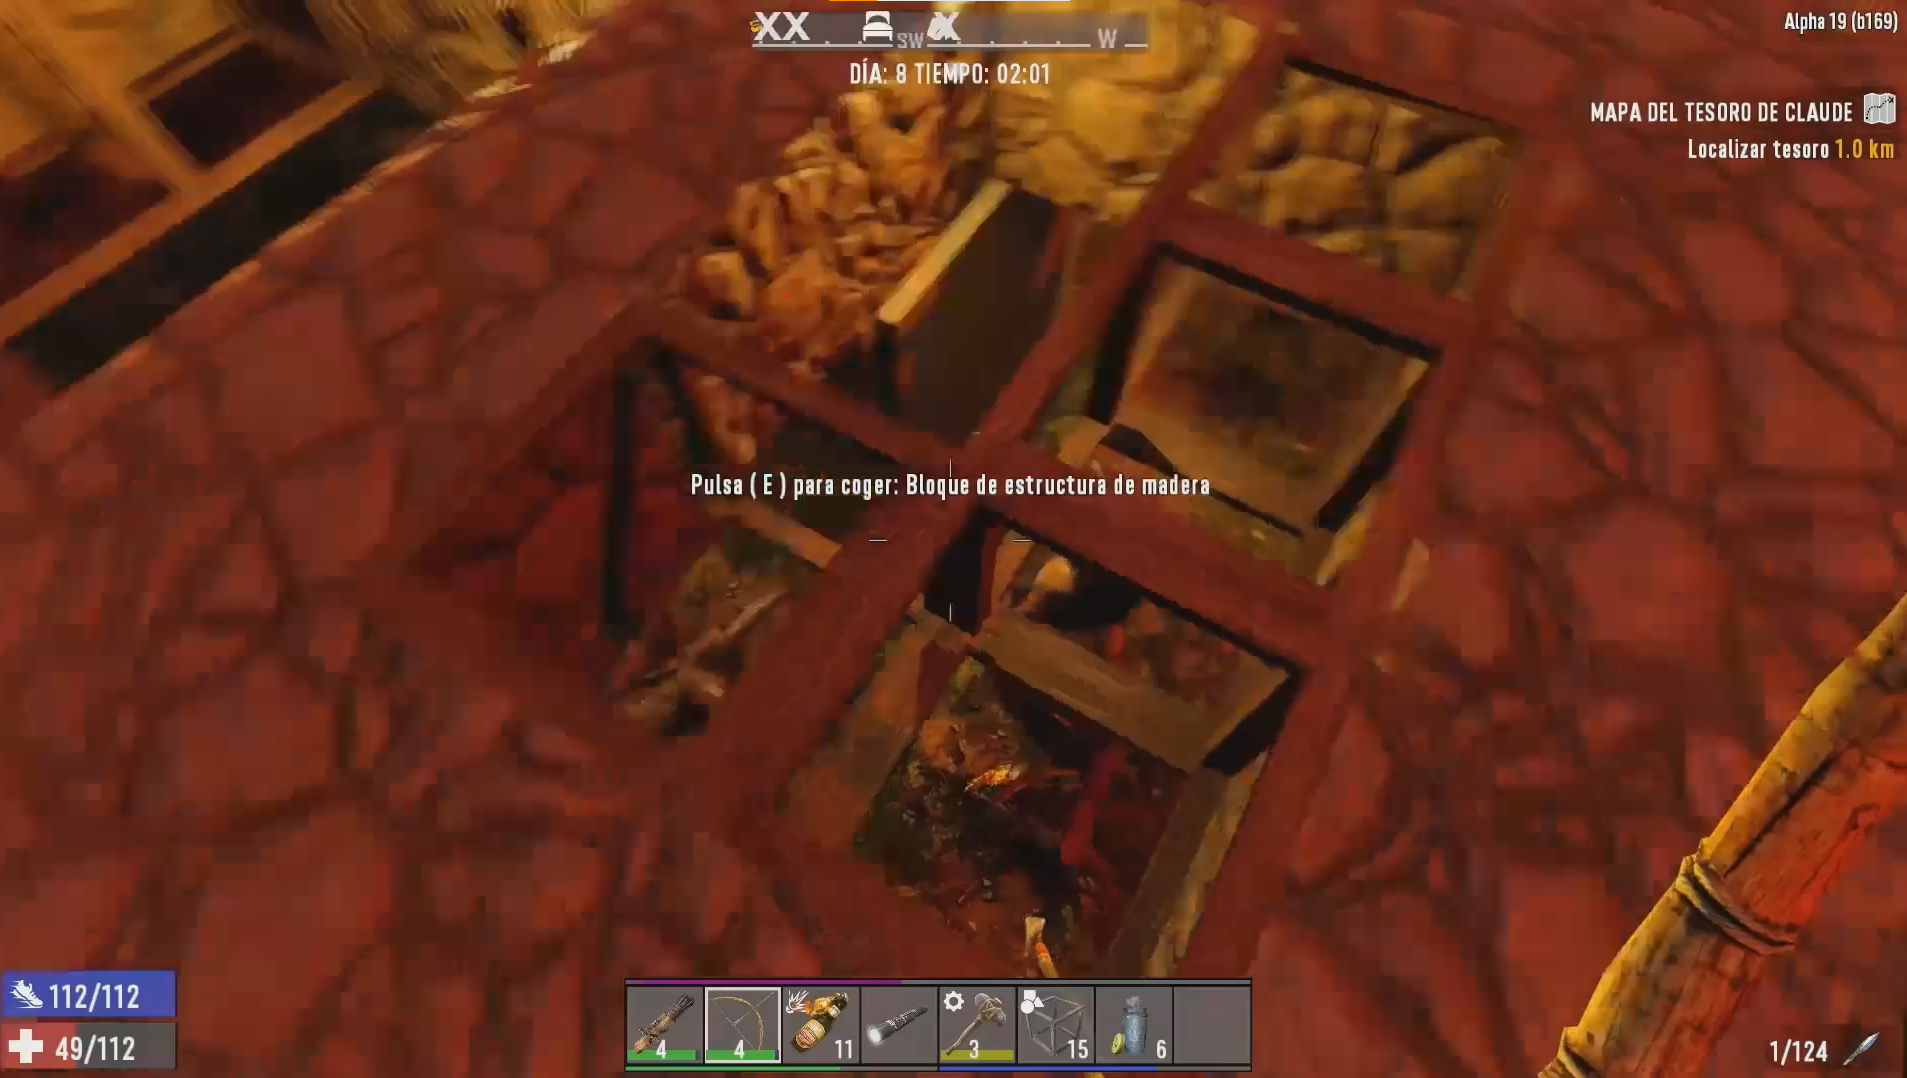 Alpha 19 (b169)
XX
SW
X
W
DÍA: 8 TIEMPO: 02:01
MAPA DEL TESORO DE CLAUDE
Localizar tesoro 1.0 km
Pulsa ( E ) para coger: Bloque de estructura de madera
112/112
49/112
4
4
11
3
15
6
1/124